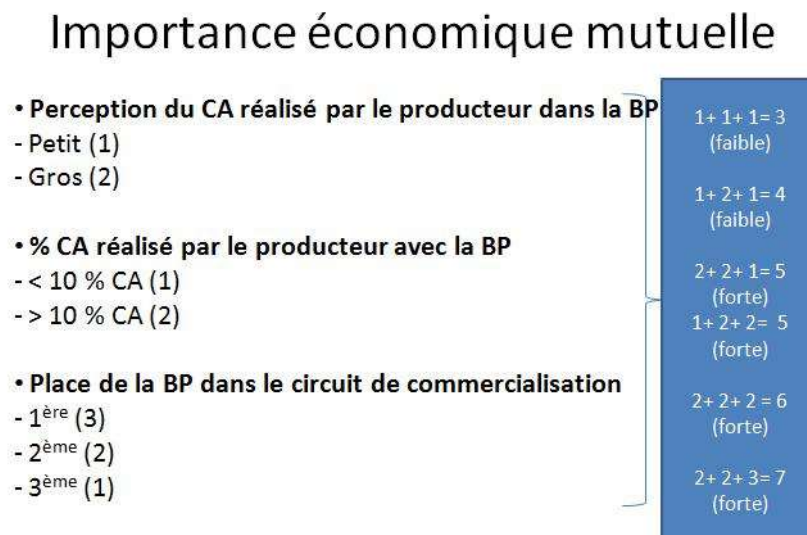 Importance économique mutuelle
• Perception du CA réalisé par le producteur dans la BP
- Petit (1)
- Gros (2)
• % CA réalisé par le producteur avec la BP
- < 10 % CA (1)
- > 10 % CA (2)
• Place de la BP dans le circuit de commercialisation
- 1ère (3)
- 2ème (2)
- 3ème (1)
1+ 1+ 1= 3
(faible)
1+ 2+ 1= 4
(faible)
2+ 2+ 1= 5
(forte)
1+ 2+ 2=  5
(forte)
2+ 2+ 2 = 6
(forte)
2+ 2+ 3= 7
(forte)